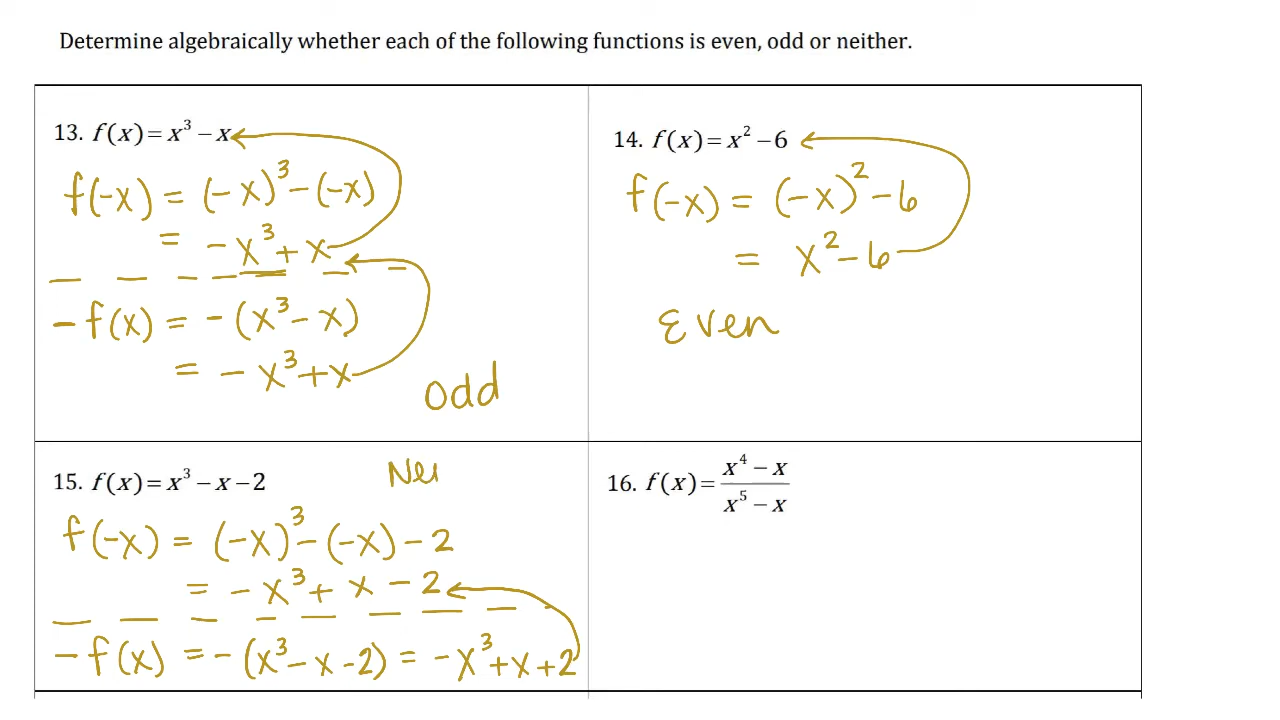 Determine algebraically whether each of the following functions is even, odd or neither.
13. f(x) = x³ − x
f(-x) = (-x)³ - (-x)
= -x³ + x
-f(x) = -(x³ - x)
= -x³ + x
odd
14. f(x) = x² − 6
f(-x) = (-x)² - 6
= x² - 6
Even
15. f(x) = x³ − x − 2
Nei
f(-x) = (-x)³ - (-x) - 2
= -x³ + x - 2
-f(x) = -(x³ - x - 2) = -x³ + x + 2
16. f(x) = x⁴ − x
x⁵ − x